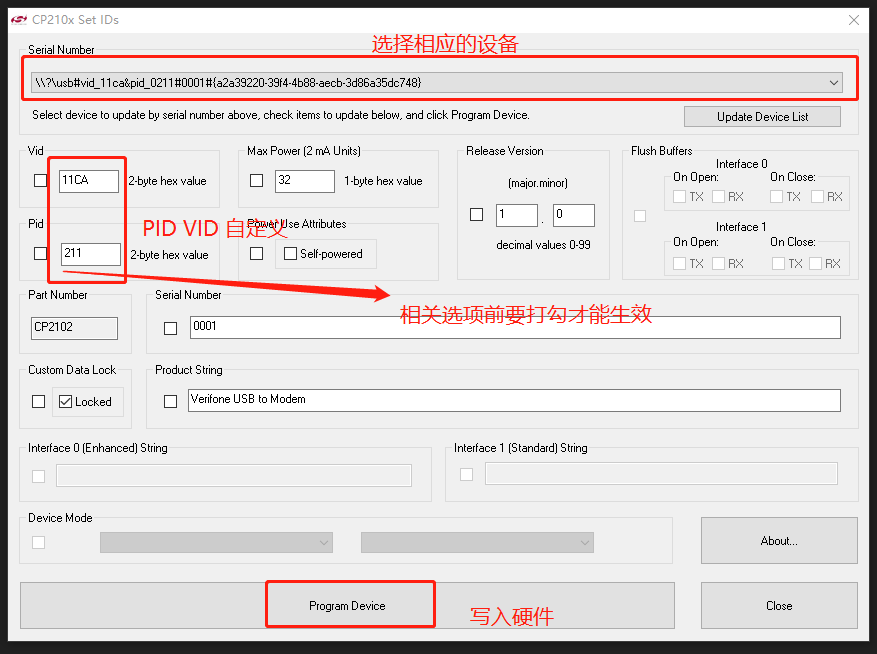 CP210x Set IDs
选择相应的设备
Serial Number
\\?\usb#vid_11ca&pid_0211#0001#{a2a39220-39f4-4b88-aecb-3d86a35dc748}
Select device to update by serial number above, check items to update below, and click Program Device.
Update Device List
Vid
11CA
2-byte hex value
Max Power (2 mA Units)
32
1-byte hex value
Release Version
(major.minor)
1 . 0
decimal values 0-99
Flush Buffers
Interface 0
On Open: On Close:
TX RX TX RX
Interface 1
On Open: On Close:
TX RX TX RX
Pid
211
2-byte hex value
PID VID 自定义
Power Use Attributes
Self-powered
Part Number
CP2102
Serial Number
0001
相关选项前要打勾才能生效
Custom Data Lock
Locked
Product String
Verifone USB to Modem
Interface 0 (Enhanced) String
Interface 1 (Standard) String
Device Mode
About...
Program Device
写入硬件
Close